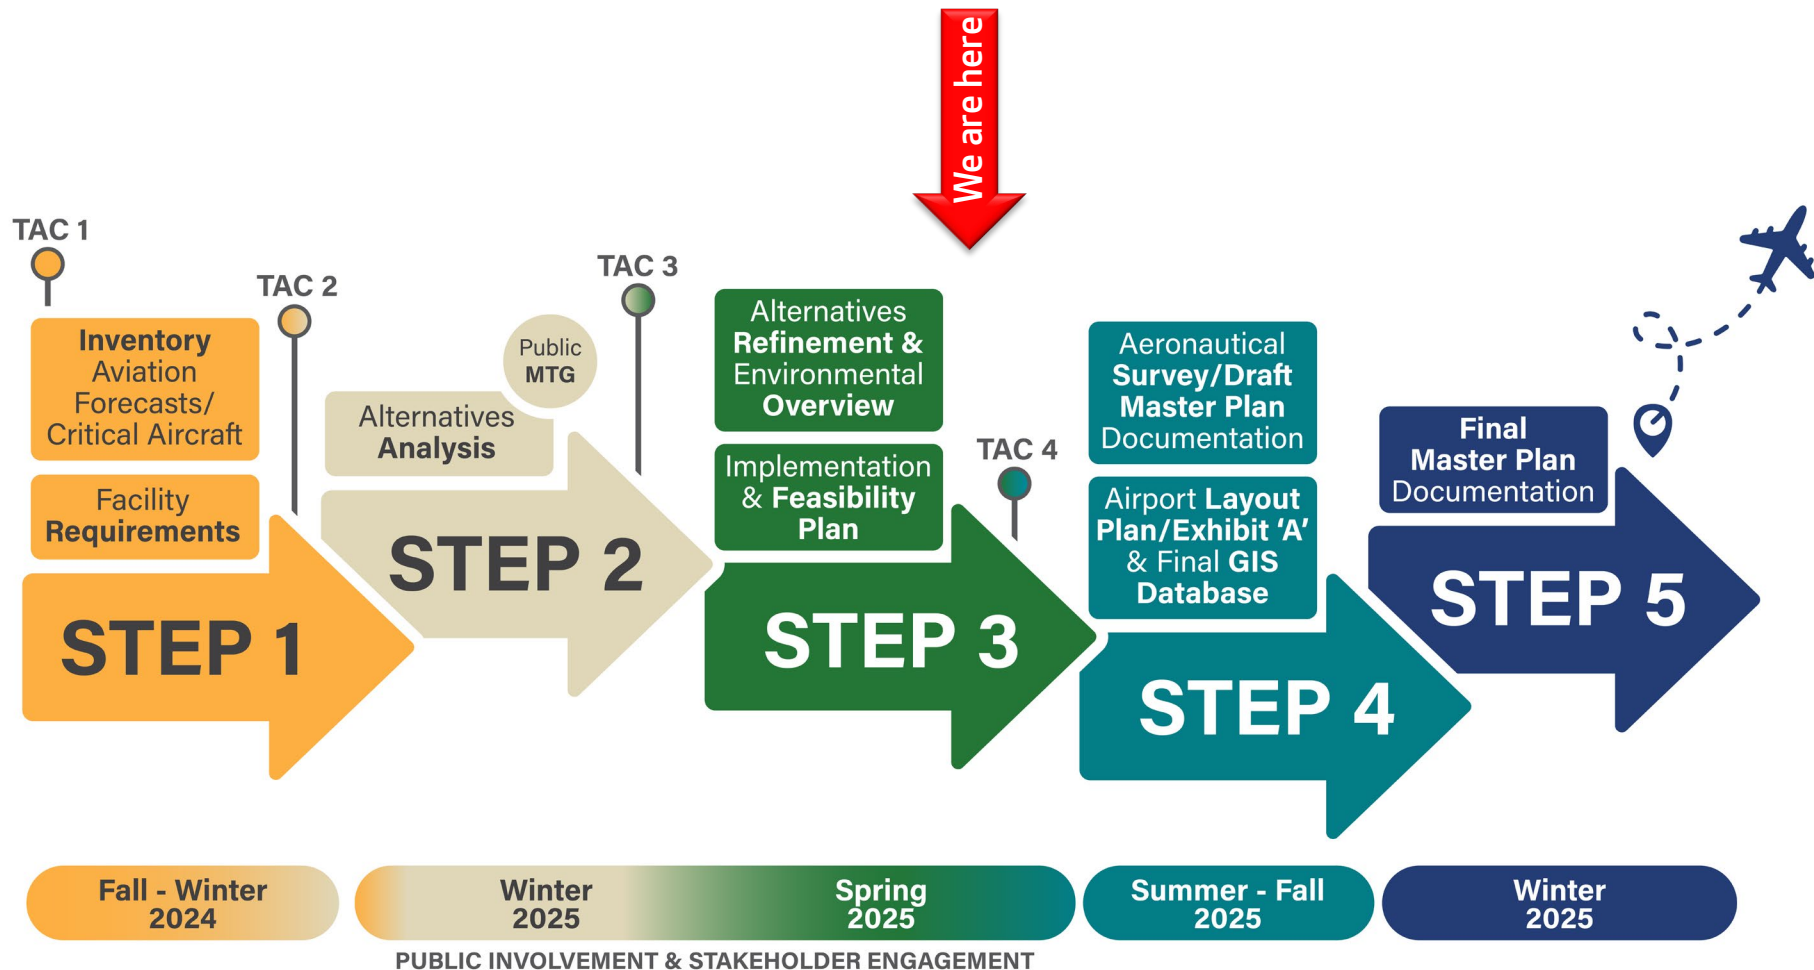 We are here
TAC 1
TAC 2
TAC 3
TAC 4
Inventory
Aviation
Forecasts/
Critical Aircraft
Facility
Requirements
STEP 1
Public
MTG
Alternatives
Analysis
STEP 2
Alternatives
Refinement &
Environmental
Overview
Implementation
& Feasibility
Plan
STEP 3
Aeronautical
Survey/Draft
Master Plan
Documentation
Airport Layout
Plan/Exhibit ‘A’
& Final GIS
Database
STEP 4
Final
Master Plan
Documentation
STEP 5
Fall - Winter
2024
Winter
2025
Spring
2025
Summer - Fall
2025
Winter
2025
PUBLIC INVOLVEMENT & STAKEHOLDER ENGAGEMENT